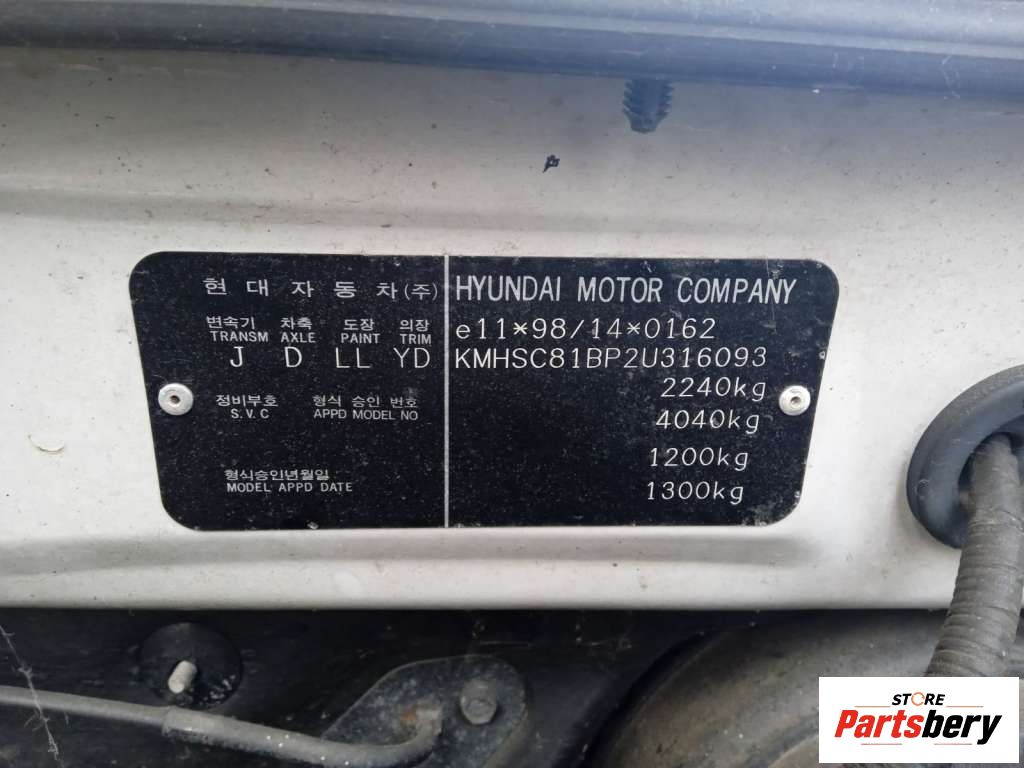 현대자동차(주) HYUNDAI MOTOR COMPANY
변속기 차축 도장 의장
TRANSM AXLE PAINT TRIM
J D LL YD
정비부호 형식 승인 번호
S.V.C APPD MODEL NO
형식승인년월일
MODEL APPD DATE
e11*98/14*0162
KMHSC81BP2U316093
2240kg
4040kg
1200kg
1300kg
STORE
Partsbery